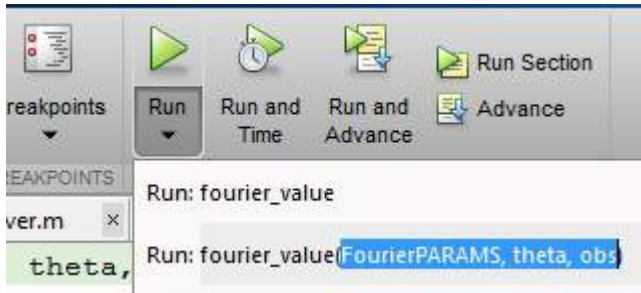 reakpoints
Run
Run and
Time
Run and
Advance
Run Section
Advance
EAKPOINTS
ver.m ×
theta,
Run: fourier_value
Run: fourier_value(FourierPARAMS, theta, obs)